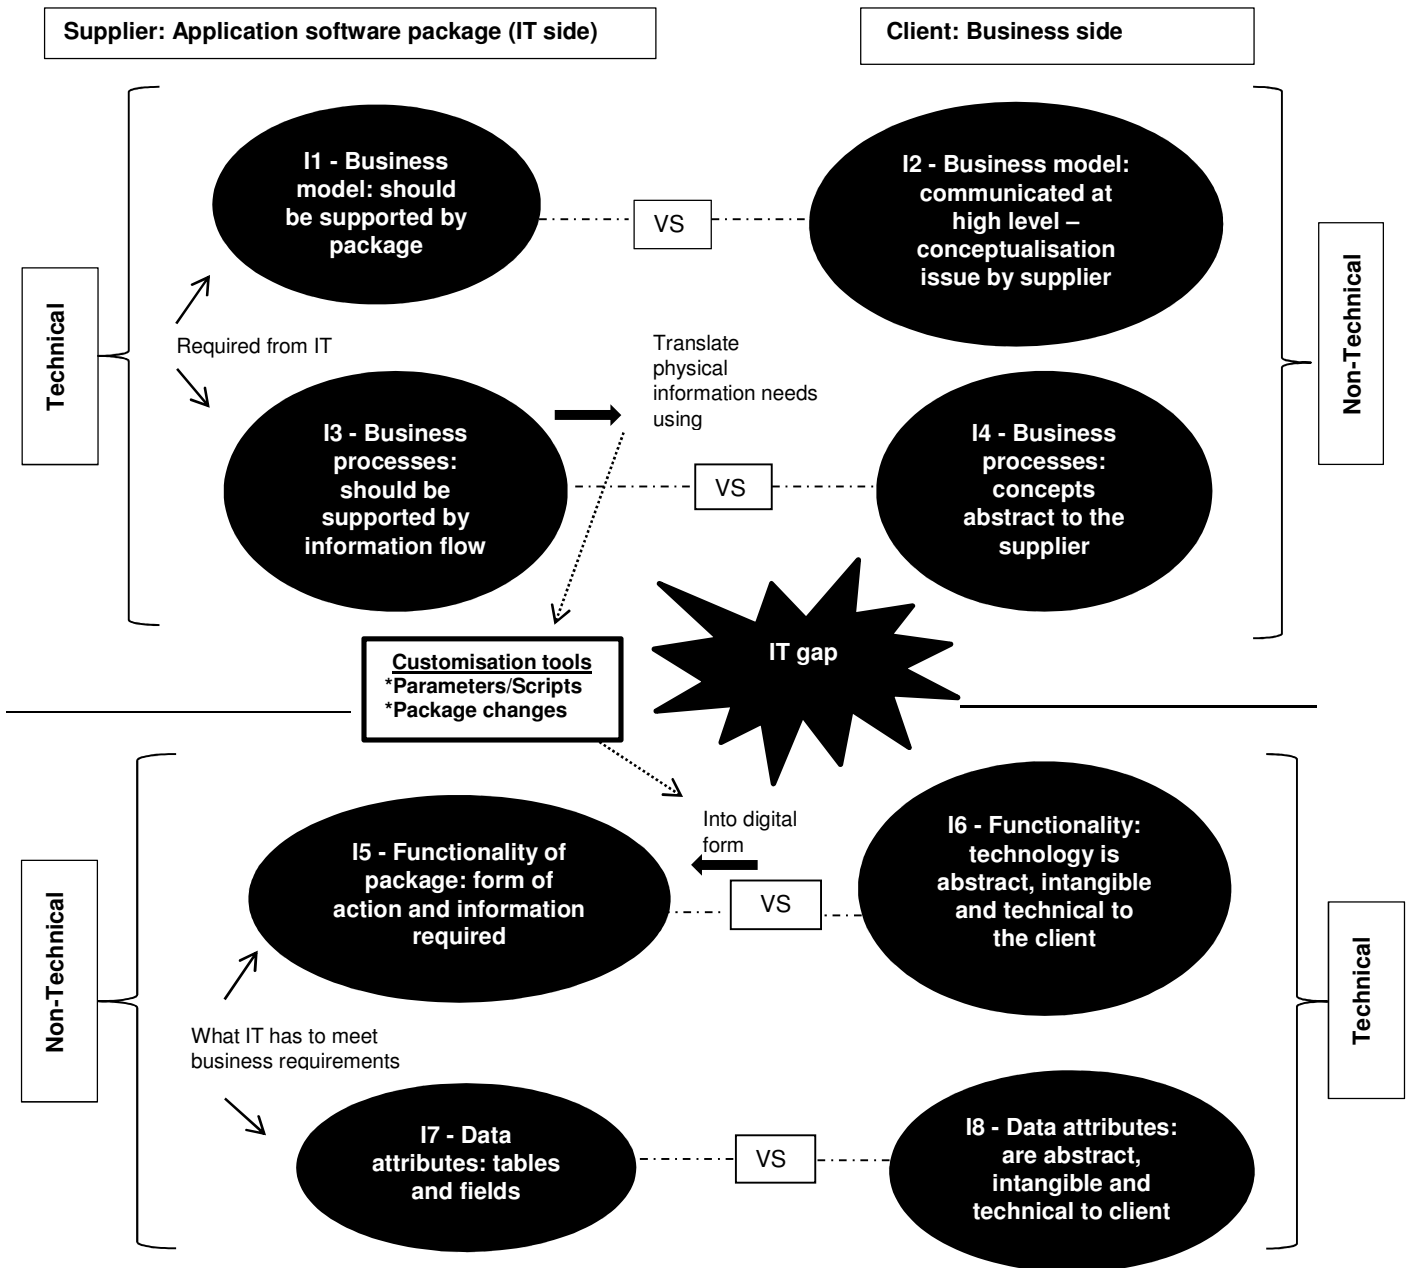 Supplier: Application software package (IT side)
Client: Business side
I1 - Business
model: should
be supported by
package
VS
I2 - Business model:
communicated at
high level –
conceptualisation
issue by supplier
Technical
Non-Technical
Required from IT
Translate
physical
information needs
using
I3 - Business
processes:
should be
supported by
information flow
VS
I4 - Business
processes:
concepts
abstract to the
supplier
IT gap
Customisation tools
*Parameters/Scripts
*Package changes
Into digital
form
I5 - Functionality of
package: form of
action and information
required
VS
I6 - Functionality:
technology is
abstract, intangible
and technical to
the client
Non-Technical
Technical
What IT has to meet
business requirements
I7 - Data
attributes: tables
and fields
VS
I8 - Data attributes:
are abstract,
intangible and
technical to client